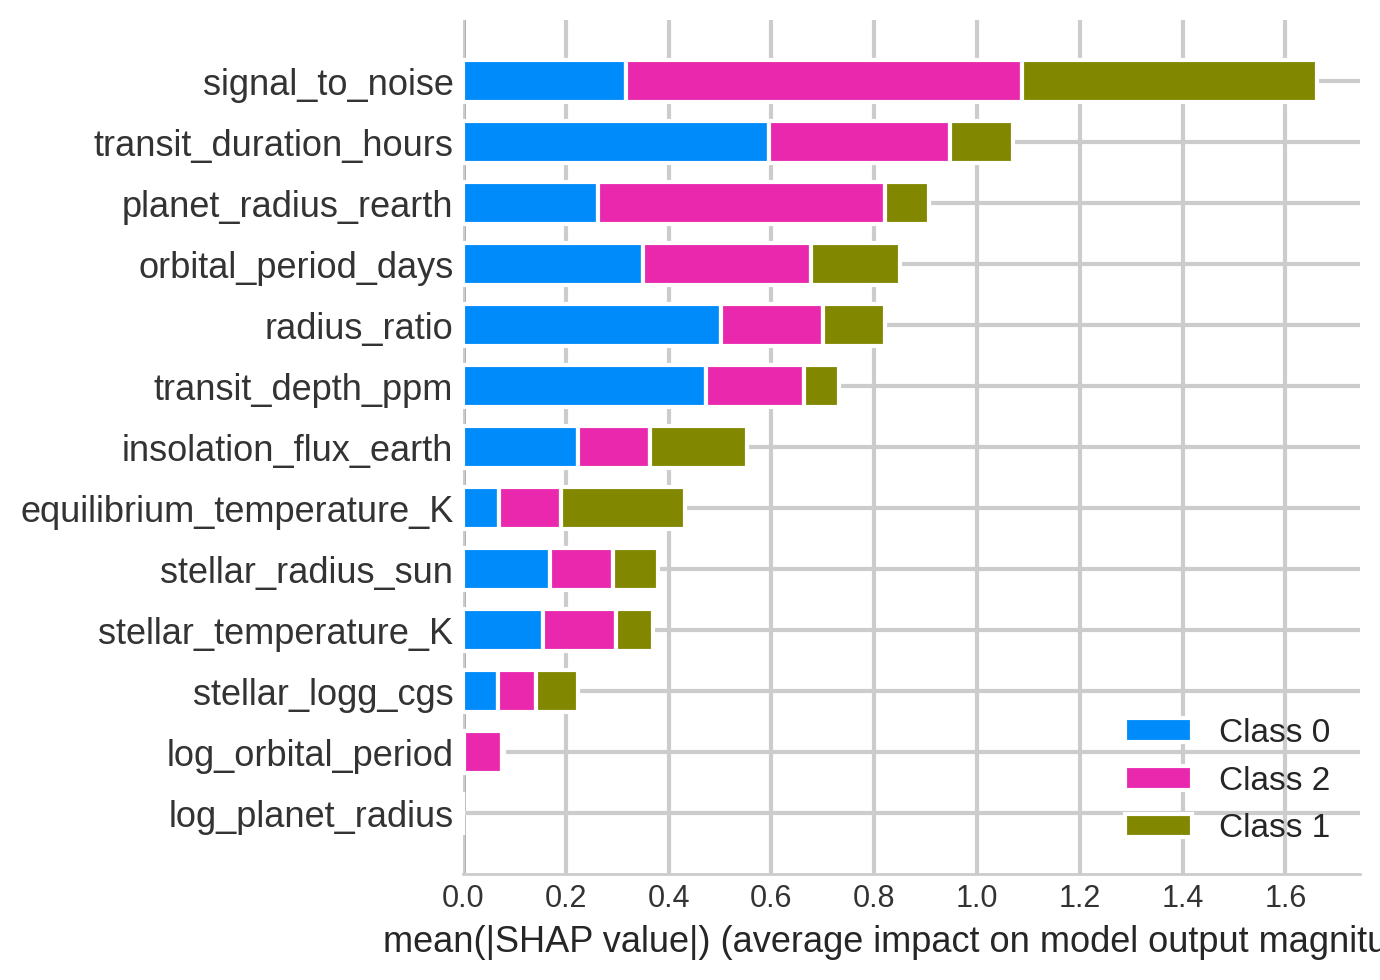 signal_to_noise
transit_duration_hours
planet_radius_rearth
orbital_period_days
radius_ratio
transit_depth_ppm
insolation_flux_earth
equilibrium_temperature_K
stellar_radius_sun
stellar_temperature_K
stellar_logg_cgs
log_orbital_period
log_planet_radius
Class 0
Class 2
Class 1
0.0 0.2 0.4 0.6 0.8 1.0 1.2 1.4 1.6
mean(|SHAP value|) (average impact on model output magnitu